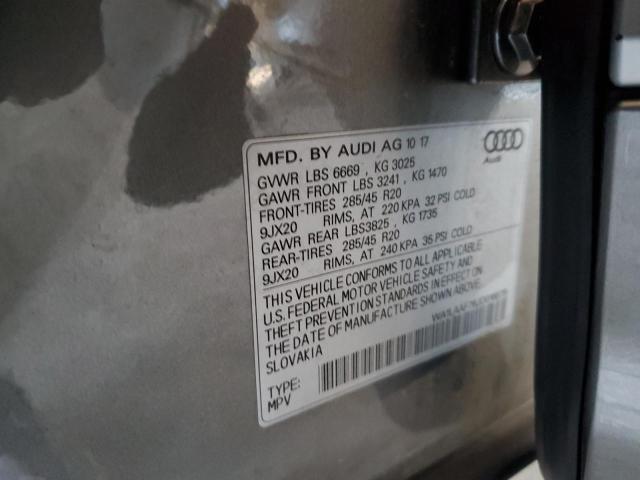 MFD. BY AUDI AG 10 17
GVWR LBS 6669 , KG 3025
GAWR FRONT LBS 3241 , KG 1470
FRONT-TIRES 285/45 R20
9JX20 RIMS, AT 220 KPA 32 PSI COLD
GAWR REAR LBS3825 , KG 1735
REAR-TIRES 285/45 R20
9JX20 RIMS, AT 240 KPA 35 PSI COLD
THIS VEHICLE CONFORMS TO ALL APPLICABLE
U.S. FEDERAL MOTOR VEHICLE SAFETY AND
THEFT PREVENTION STANDARDS IN EFFECT ON
THE DATE OF MANUFACTURE SHOWN ABOVE.
SLOVAKIA
TYPE:
MPV
Audi